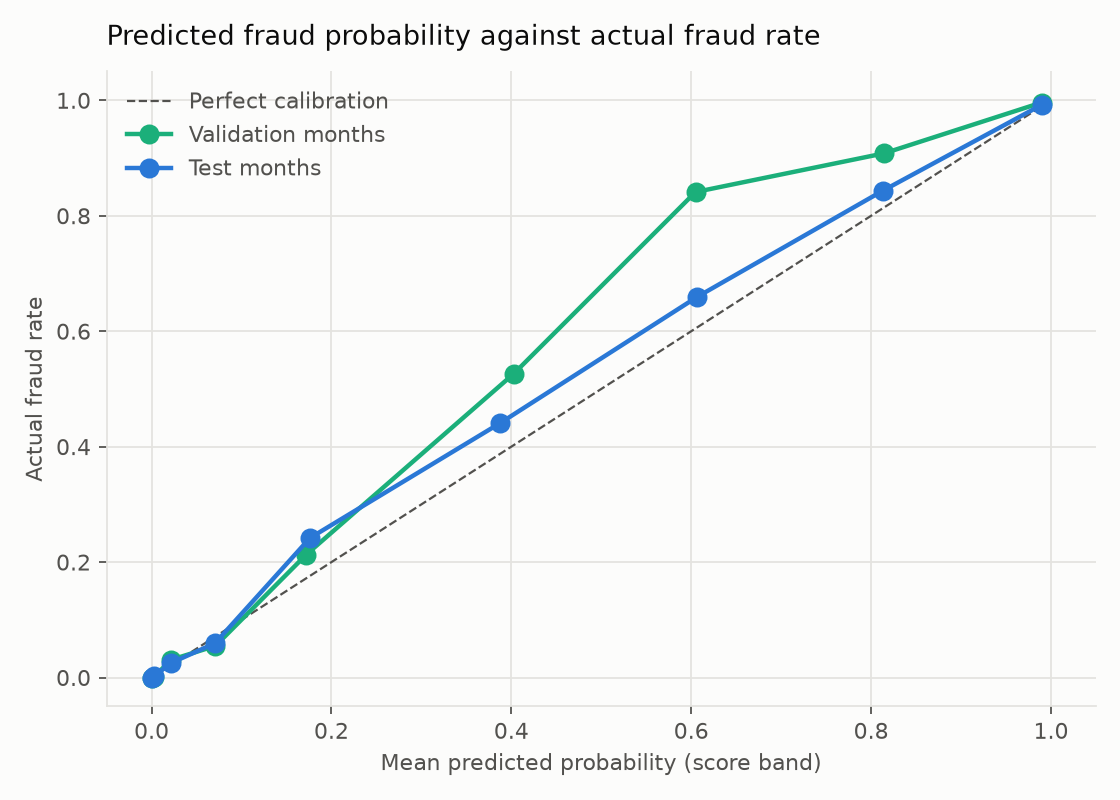 Predicted fraud probability against actual fraud rate
Perfect calibration
Validation months
Test months
Actual fraud rate
1.0
0.8
0.6
0.4
0.2
0.0
0.0 0.2 0.4 0.6 0.8 1.0
Mean predicted probability (score band)